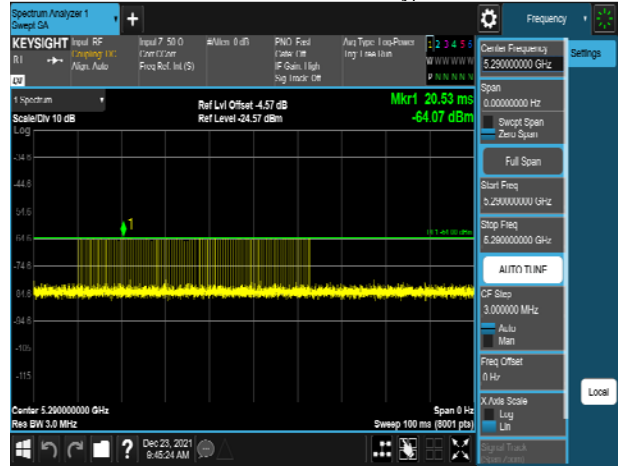 Spectrum Analyzer 1
Swept SA
+
Frequency
KEYSIGHT
Input: RF
Coupling: DC
Align: Auto
Input Z: 50 Ω
Corr CCorr
Freq Ref: Int (S)
#Atten: 0 dB
PNO: Fast
Gate: Off
IF Gain: High
Sig Track: Off
Avg Type: Log-Power
Trig: Free Run
1 2 3 4 5 6
W W W W W W
P N N N N N
1 Spectrum
Scale/Div 10 dB
Log
Ref Lvl Offset -4.57 dB
Ref Level -24.57 dBm
Mkr1 20.53 ms
-64.07 dBm
1
-34.6
-44.6
-54.6
-64.6
-74.6
-84.6
-94.6
-105
-115
Center 5.290000000 GHz
Res BW 3.0 MHz
Span 0 Hz
Sweep 100 ms (8001 pts)
Dec 23, 2021
9:45:24 AM
?
Center Frequency
5.290000000 GHz
Settings
Span
0.00000000 Hz
Swept Span
Zero Span
Full Span
Start Freq
5.290000000 GHz
Stop Freq
5.290000000 GHz
AUTO TUNE
CF Step
3.000000 MHz
Auto
Man
Freq Offset
0 Hz
X Axis Scale
Log
Lin
Local
Signal Track